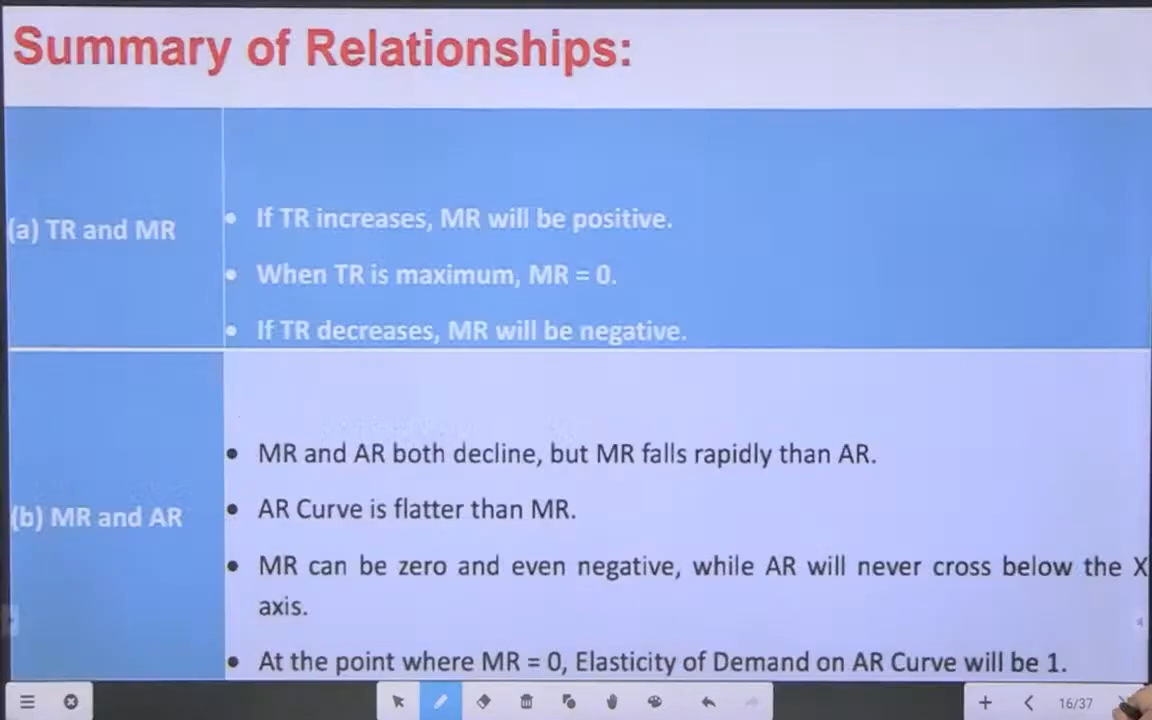 Summary of Relationships:
(a) TR and MR
• If TR increases, MR will be positive.
• When TR is maximum, MR = 0.
• If TR decreases, MR will be negative.
(b) MR and AR
• MR and AR both decline, but MR falls rapidly than AR.
• AR Curve is flatter than MR.
• MR can be zero and even negative, while AR will never cross below the X
axis.
• At the point where MR = 0, Elasticity of Demand on AR Curve will be 1.
16/37